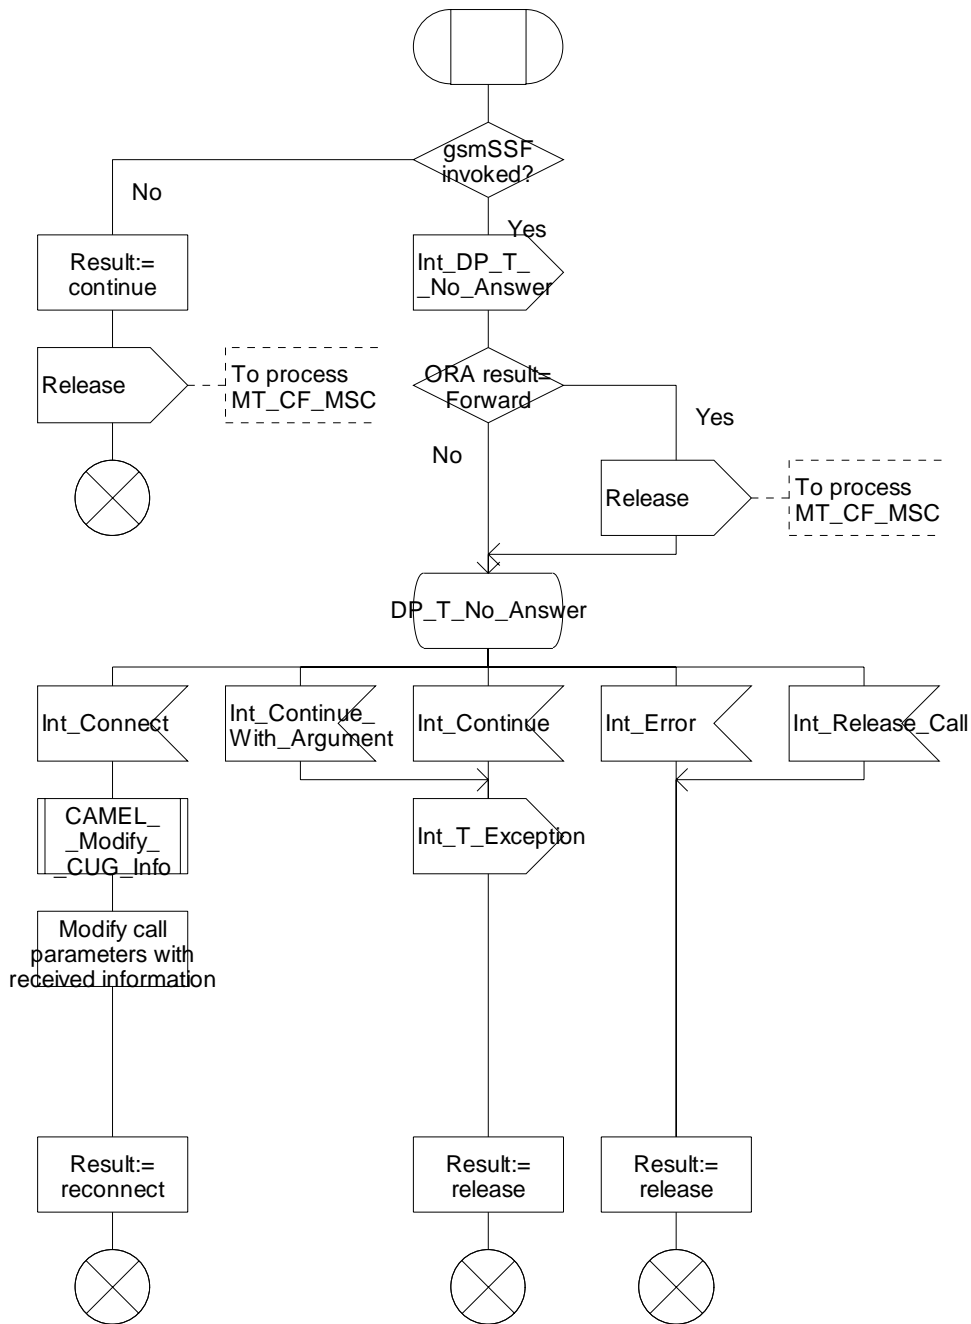 gsmSSF
invoked?
No
Yes
Result:=
continue
Int_DP_T_
_No_Answer
Release
To process
MT_CF_MSC
ORA result=
Forward
Yes
No
Release
To process
MT_CF_MSC
DP_T_No_Answer
Int_Connect
Int_Continue_
With_Argument
Int_Continue
Int_Error
Int_Release_Call
CAMEL_
_Modify_
_CUG_Info
Int_T_Exception
Modify call
parameters with
received information
Result:=
reconnect
Result:=
release
Result:=
release